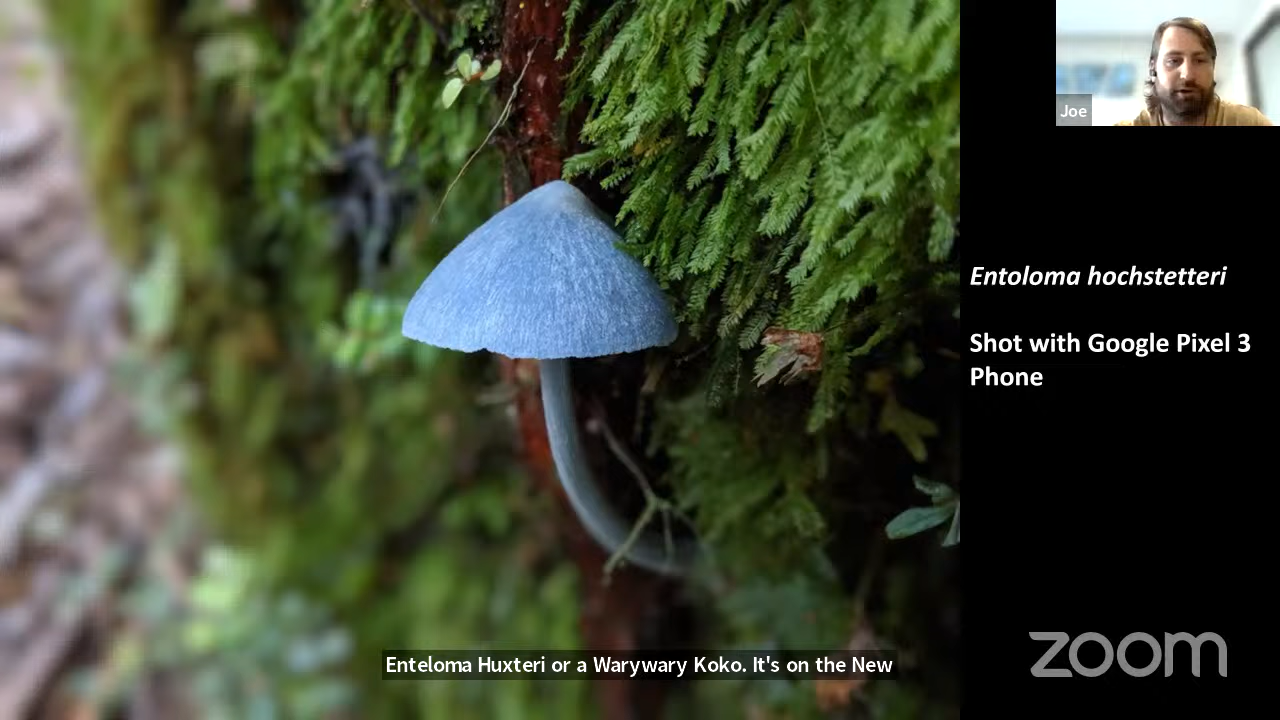 Joe
Entoloma hochstetteri
Shot with Google Pixel 3
Phone
Enteloma Huxteri or a Warywary Koko. It's on the New
zoom